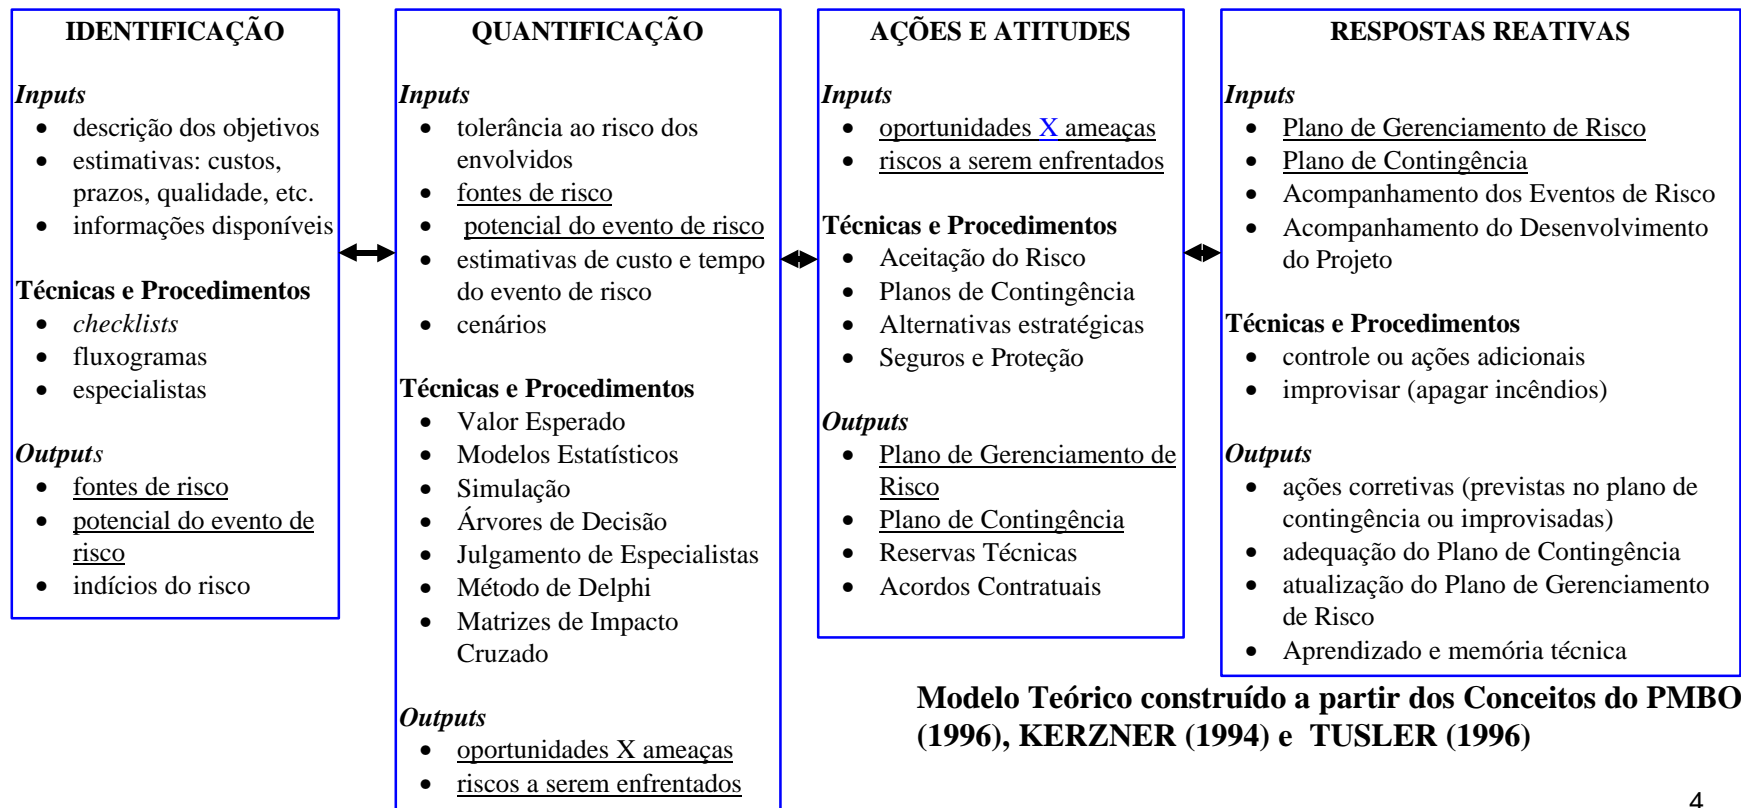 IDENTIFICAÇÃO
Inputs
• descrição dos objetivos
• estimativas: custos,
prazos, qualidade, etc.
• informações disponíveis
Técnicas e Procedimentos
• checklists
• fluxogramas
• especialistas
Outputs
• fontes de risco
• potencial do evento de
risco
• indícios do risco
QUANTIFICAÇÃO
Inputs
• tolerância ao risco dos
envolvidos
• fontes de risco
• potencial do evento de risco
• estimativas de custo e tempo
do evento de risco
• cenários
Técnicas e Procedimentos
• Valor Esperado
• Modelos Estatísticos
• Simulação
• Árvores de Decisão
• Julgamento de Especialistas
• Método de Delphi
• Matrizes de Impacto
Cruzado
Outputs
• oportunidades X ameaças
• riscos a serem enfrentados
AÇÕES E ATITUDES
Inputs
• oportunidades X ameaças
• riscos a serem enfrentados
Técnicas e Procedimentos
• Aceitação do Risco
• Planos de Contingência
• Alternativas estratégicas
• Seguros e Proteção
Outputs
• Plano de Gerenciamento de
Risco
• Plano de Contingência
• Reservas Técnicas
• Acordos Contratuais
RESPOSTAS REATIVAS
Inputs
• Plano de Gerenciamento de Risco
• Plano de Contingência
• Acompanhamento dos Eventos de Risco
• Acompanhamento do Desenvolvimento
do Projeto
Técnicas e Procedimentos
• controle ou ações adicionais
• improvisar (apagar incêndios)
Outputs
• ações corretivas (previstas no plano de
contingência ou improvisadas)
• adequação do Plano de Contingência
• atualização do Plano de Gerenciamento
de Risco
• Aprendizado e memória técnica
Modelo Teórico construído a partir dos Conceitos do PMBO
(1996), KERZNER (1994) e TUSLER (1996)
4